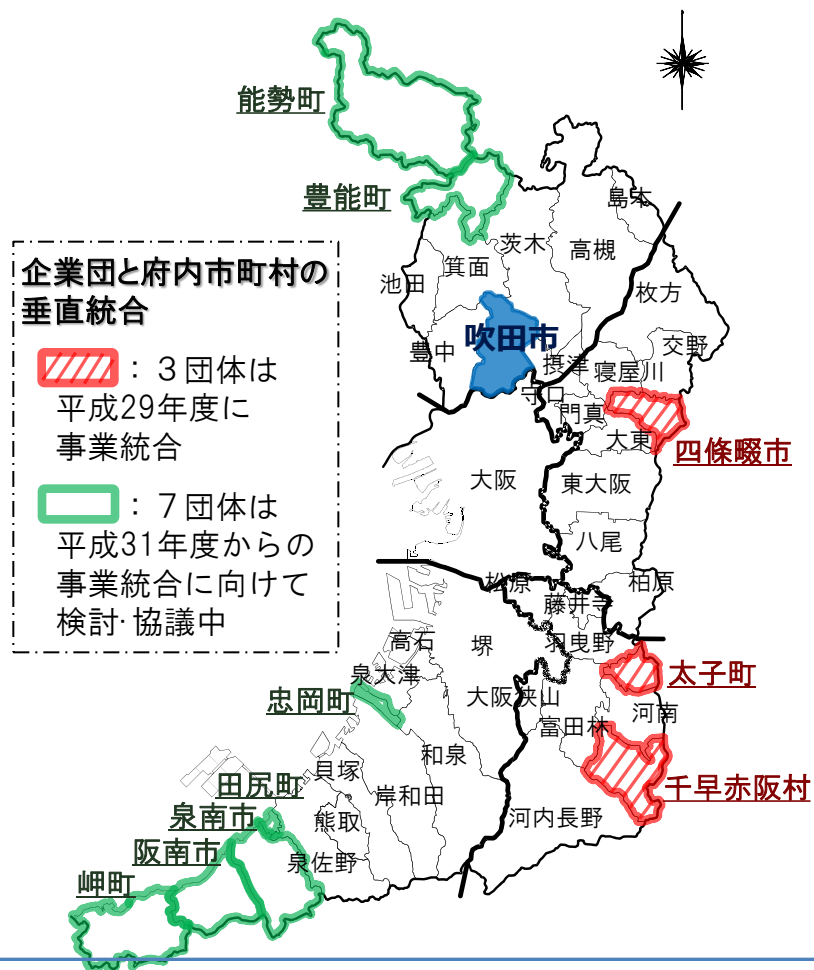 能勢町
豊能町
企業団と府内市町村の
垂直統合
：３団体は
平成29年度に
事業統合
：７団体は
平成31年度からの
事業統合に向けて
検討・協議中
島本
高槻
茨木
箕面
池田
枚方
吹田市
交野
豊中
摂津
寝屋川
守口
門真
大東
四條畷市
大阪
東大阪
八尾
松原
柏原
藤井寺
高石
堺
羽曳野
泉大津
太子町
忠岡町
大阪狭山
河南
富田林
和泉
田尻町
貝塚
岸和田
千早赤阪村
泉南市
熊取
河内長野
阪南市
泉佐野
岬町